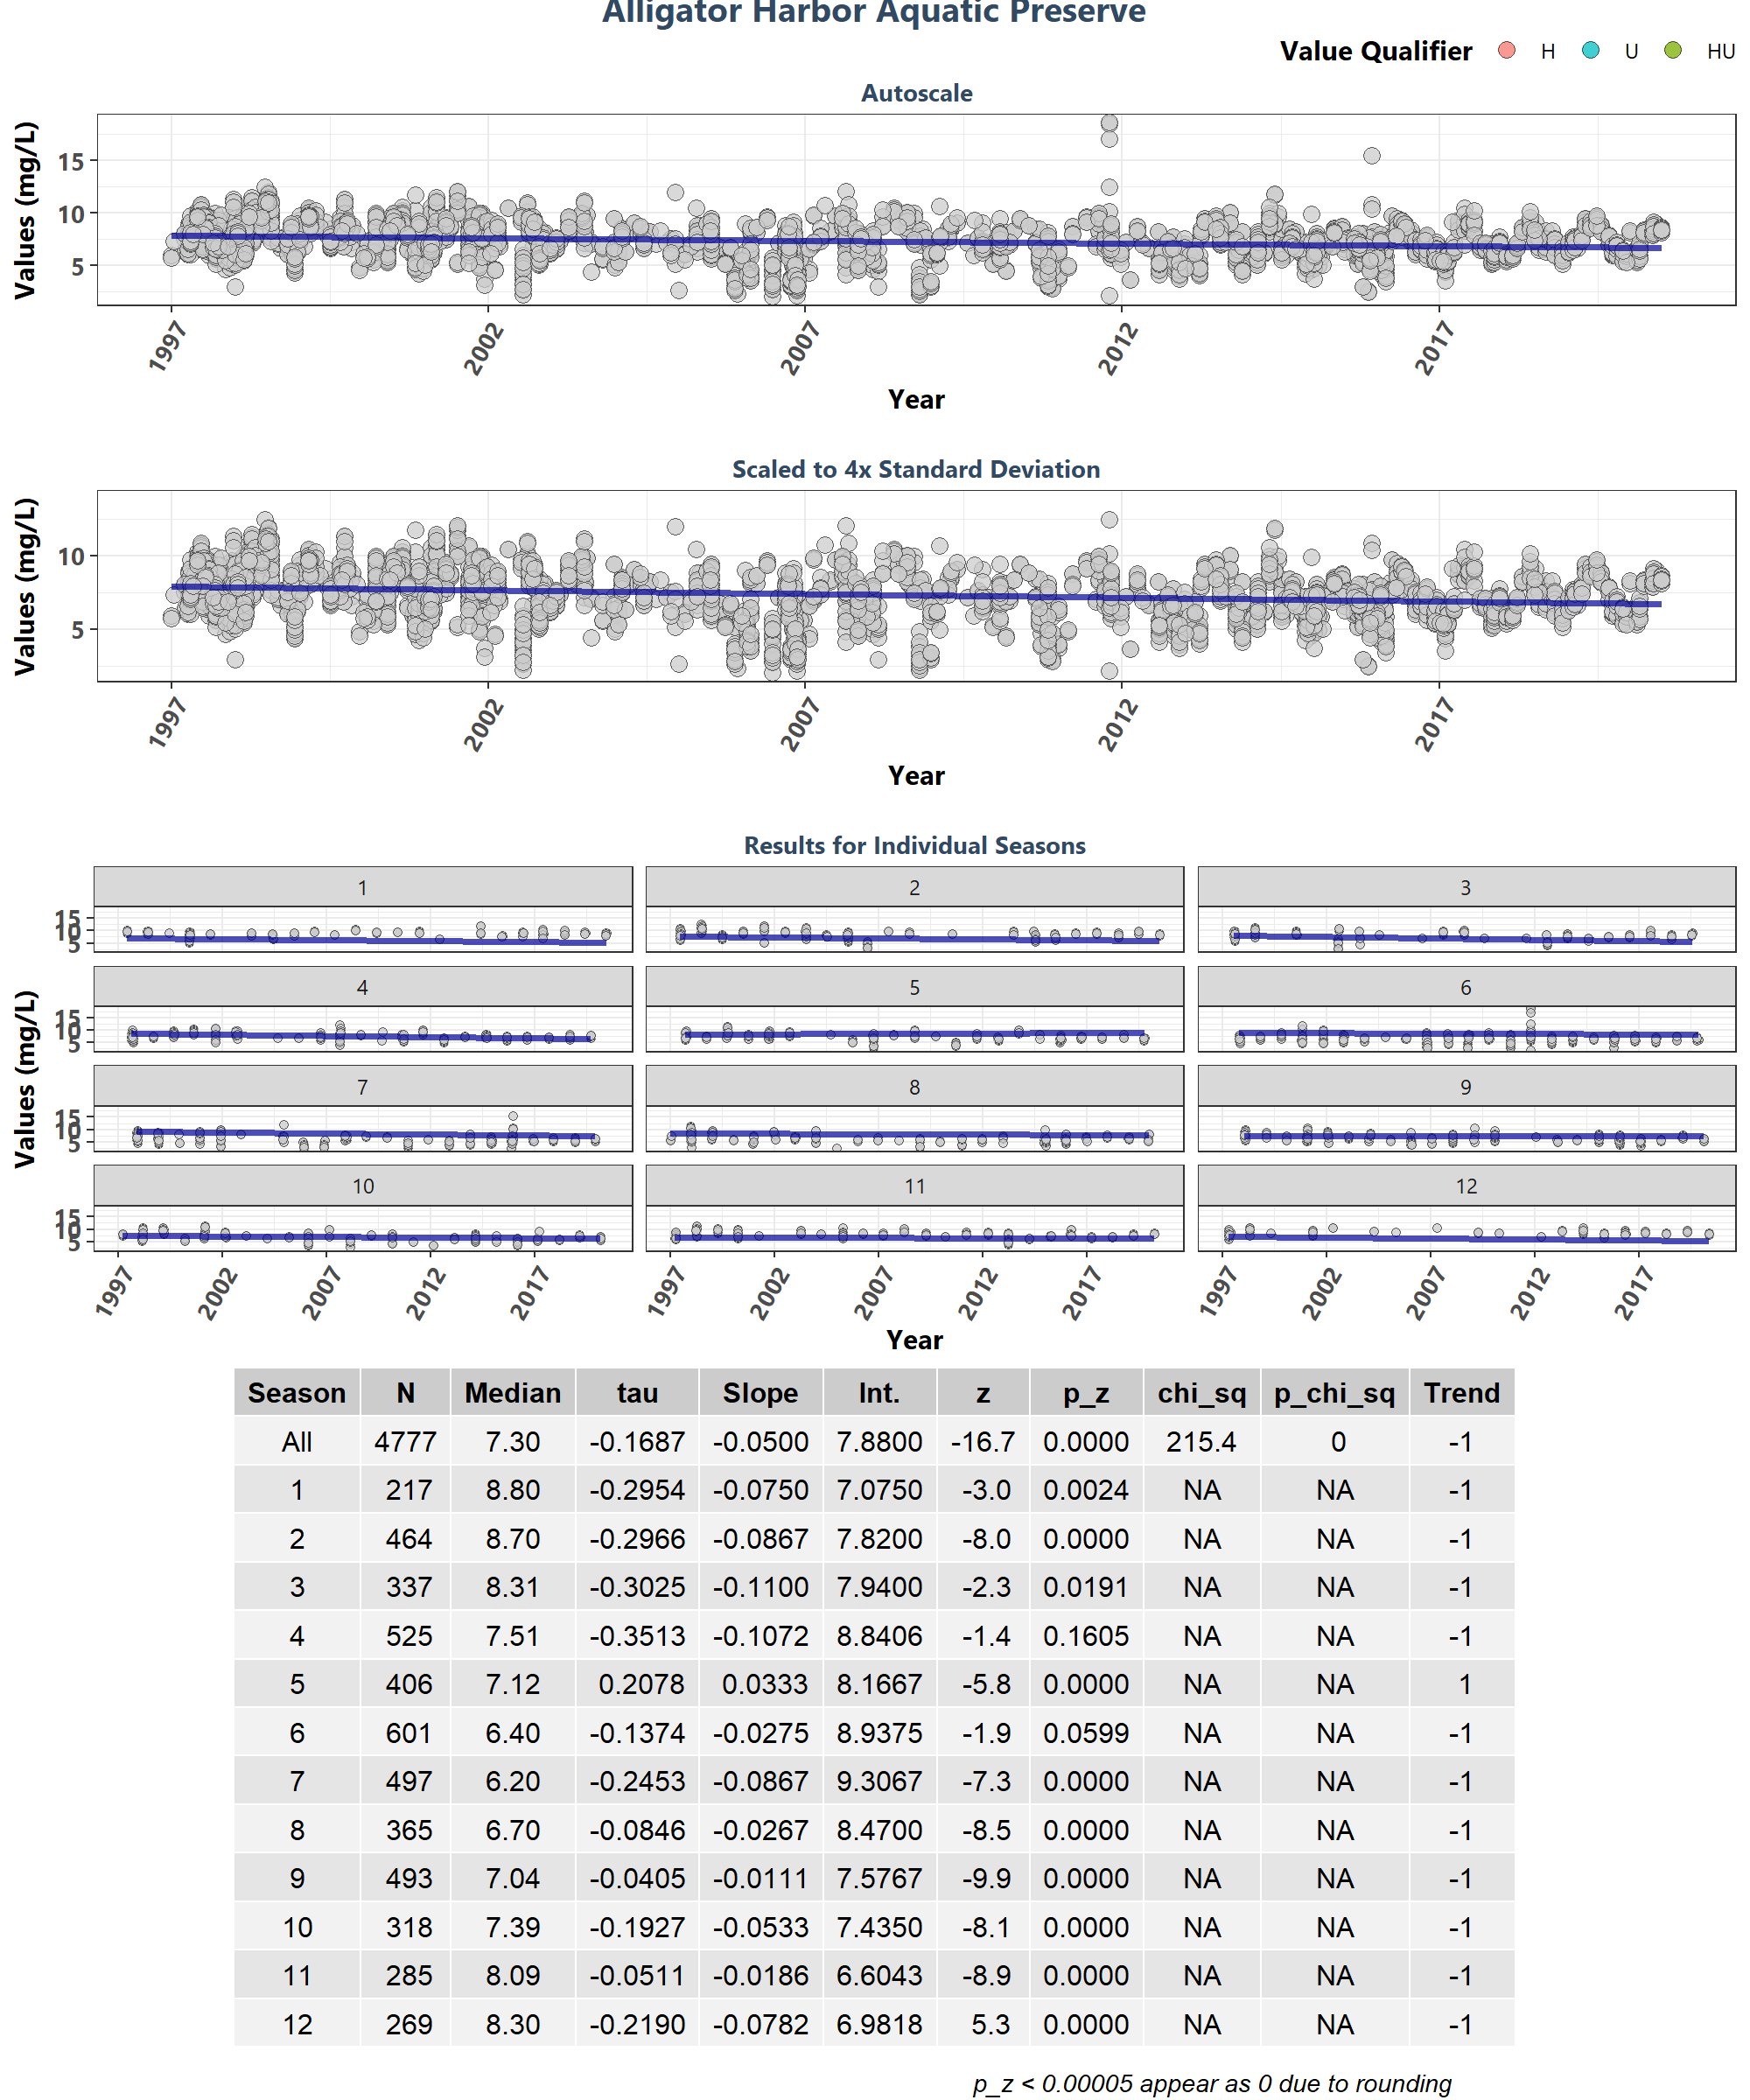 Alligator Harbor Aquatic Preserve
Value Qualifier H U HU
Autoscale
Values (mg/L)
15
10
5
1997 2002 2007 2012 2017
Year
Scaled to 4x Standard Deviation
Values (mg/L)
10
5
1997 2002 2007 2012 2017
Year
Results for Individual Seasons
Values (mg/L)
1 2 3
15
10
5
4 5 6
15
10
5
7 8 9
15
10
5
10 11 12
15
10
5
1997 2002 2007 2012 2017 1997 2002 2007 2012 2017 1997 2002 2007 2012 2017
Year
Season N Median tau Slope Int. z p_z chi_sq p_chi_sq Trend
All 4777 7.30 -0.1687 -0.0500 7.8800 -16.7 0.0000 215.4 0 -1
1 217 8.80 -0.2954 -0.0750 7.0750 -3.0 0.0024 NA NA -1
2 464 8.70 -0.2966 -0.0867 7.8200 -8.0 0.0000 NA NA -1
3 337 8.31 -0.3025 -0.1100 7.9400 -2.3 0.0191 NA NA -1
4 525 7.51 -0.3513 -0.1072 8.8406 -1.4 0.1605 NA NA -1
5 406 7.12 0.2078 0.0333 8.1667 -5.8 0.0000 NA NA 1
6 601 6.40 -0.1374 -0.0275 8.9375 -1.9 0.0599 NA NA -1
7 497 6.20 -0.2453 -0.0867 9.3067 -7.3 0.0000 NA NA -1
8 365 6.70 -0.0846 -0.0267 8.4700 -8.5 0.0000 NA NA -1
9 493 7.04 -0.0405 -0.0111 7.5767 -9.9 0.0000 NA NA -1
10 318 7.39 -0.1927 -0.0533 7.4350 -8.1 0.0000 NA NA -1
11 285 8.09 -0.0511 -0.0186 6.6043 -8.9 0.0000 NA NA -1
12 269 8.30 -0.2190 -0.0782 6.9818 5.3 0.0000 NA NA -1
p_z < 0.00005 appear as 0 due to rounding